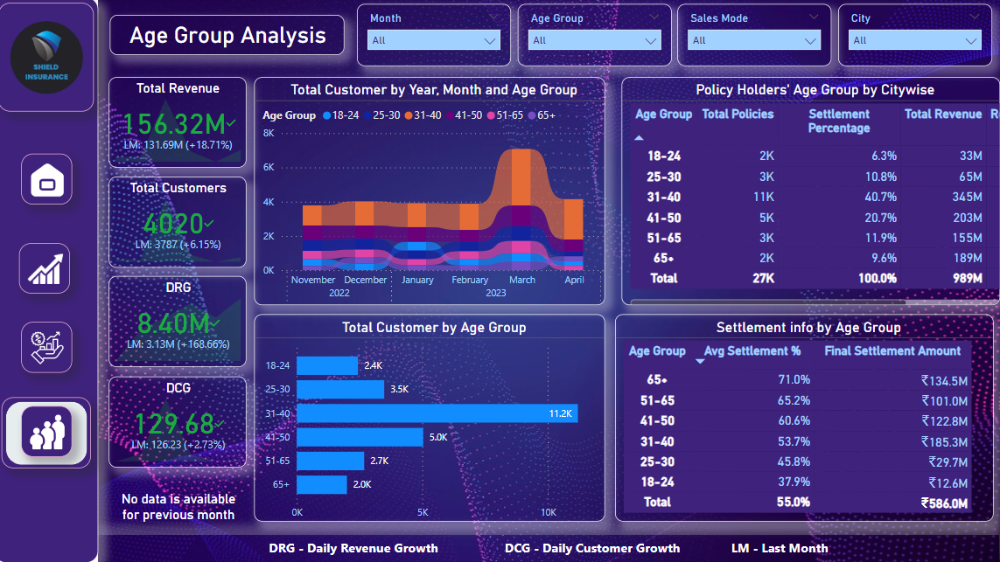 SHIELD
INSURANCE
Age Group Analysis
Month
All
Age Group
All
Sales Mode
All
City
All
Total Revenue
156.32M
LM: 131.69M (+18.71%)
Total Customers
4020
LM: 3787 (+6.15%)
DRG
8.40M
LM: 3.13M (+168.66%)
DCG
129.68
LM: 126.23 (+2.73%)
No data is available
for previous month
Total Customer by Year, Month and Age Group
Age Group 18-24 25-30 31-40 41-50 51-65 65+
8K
6K
4K
2K
0K
November December January February March April
2022 2023
Policy Holders' Age Group by Citywise
Age Group Total Policies Settlement Percentage Total Revenue
18-24 2K 6.3% 33M
25-30 3K 10.8% 65M
31-40 11K 40.7% 345M
41-50 5K 20.7% 203M
51-65 3K 11.9% 155M
65+ 2K 9.6% 189M
Total 27K 100.0% 989M
Total Customer by Age Group
18-24 2.4K
25-30 3.5K
31-40 11.2K
41-50 5.0K
51-65 2.7K
65+ 2.0K
0K 5K 10K
Settlement info by Age Group
Age Group Avg Settlement % Final Settlement Amount
65+ 71.0% ₹134.5M
51-65 65.2% ₹101.0M
41-50 60.6% ₹122.8M
31-40 53.7% ₹185.3M
25-30 45.8% ₹29.7M
18-24 37.9% ₹12.6M
Total 55.0% ₹586.0M
DRG - Daily Revenue Growth DCG - Daily Customer Growth LM - Last Month